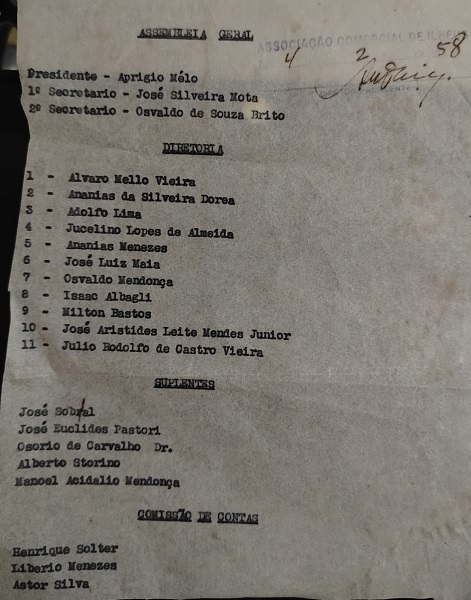 ASSEMBLEIA GERAL
ASSOCIAÇÃO COMERCIAL DE ILHÉUS
4 2 58
Presidente - Aprigio Mélo
1º Secretario - José Silveira Mota
2º Secretario - Osvaldo de Souza Brito
DIRETORIA
1 - Alvaro Mello Vieira
2 - Ananias da Silveira Dorea
3 - Adolfo Lima
4 - Jucelino Lopes de Almeida
5 - Ananias Menezes
6 - José Luiz Maia
7 - Osvaldo Mendonça
8 - Isaac Albagli
9 - Milton Bastos
10 - José Aristides Leite Mendes Junior
11 - Julio Rodolfo de Castro Vieira
SUPLENTES
José Sobral
José Euclides Pastori
Osorio de Carvalho Dr.
Alberto Storino
Manoel Acidalio Mendonça
COMISSÃO DE CONTAS
Henrique Solter
Liberio Menezes
Astor Silva